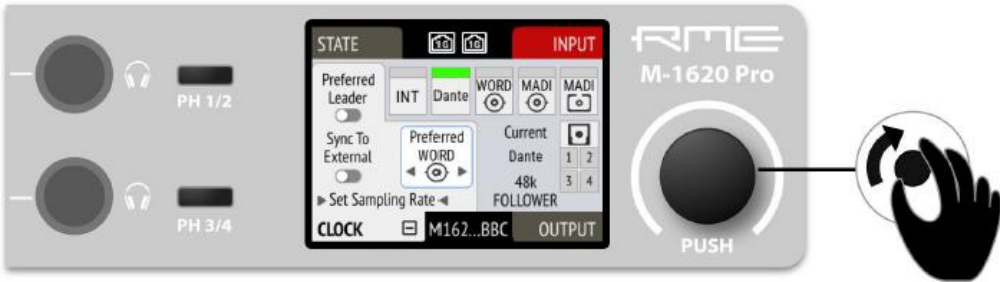 PH 1/2
PH 3/4
STATE
1G 1G
INPUT
Preferred
Leader
INT
Dante
WORD
MADI
MADI
Sync To
External
Preferred
WORD
Current
Dante
48k
FOLLOWER
1 2
3 4
▶ Set Sampling Rate ◀
CLOCK
M162...BBC
OUTPUT
RME
M-1620 Pro
PUSH